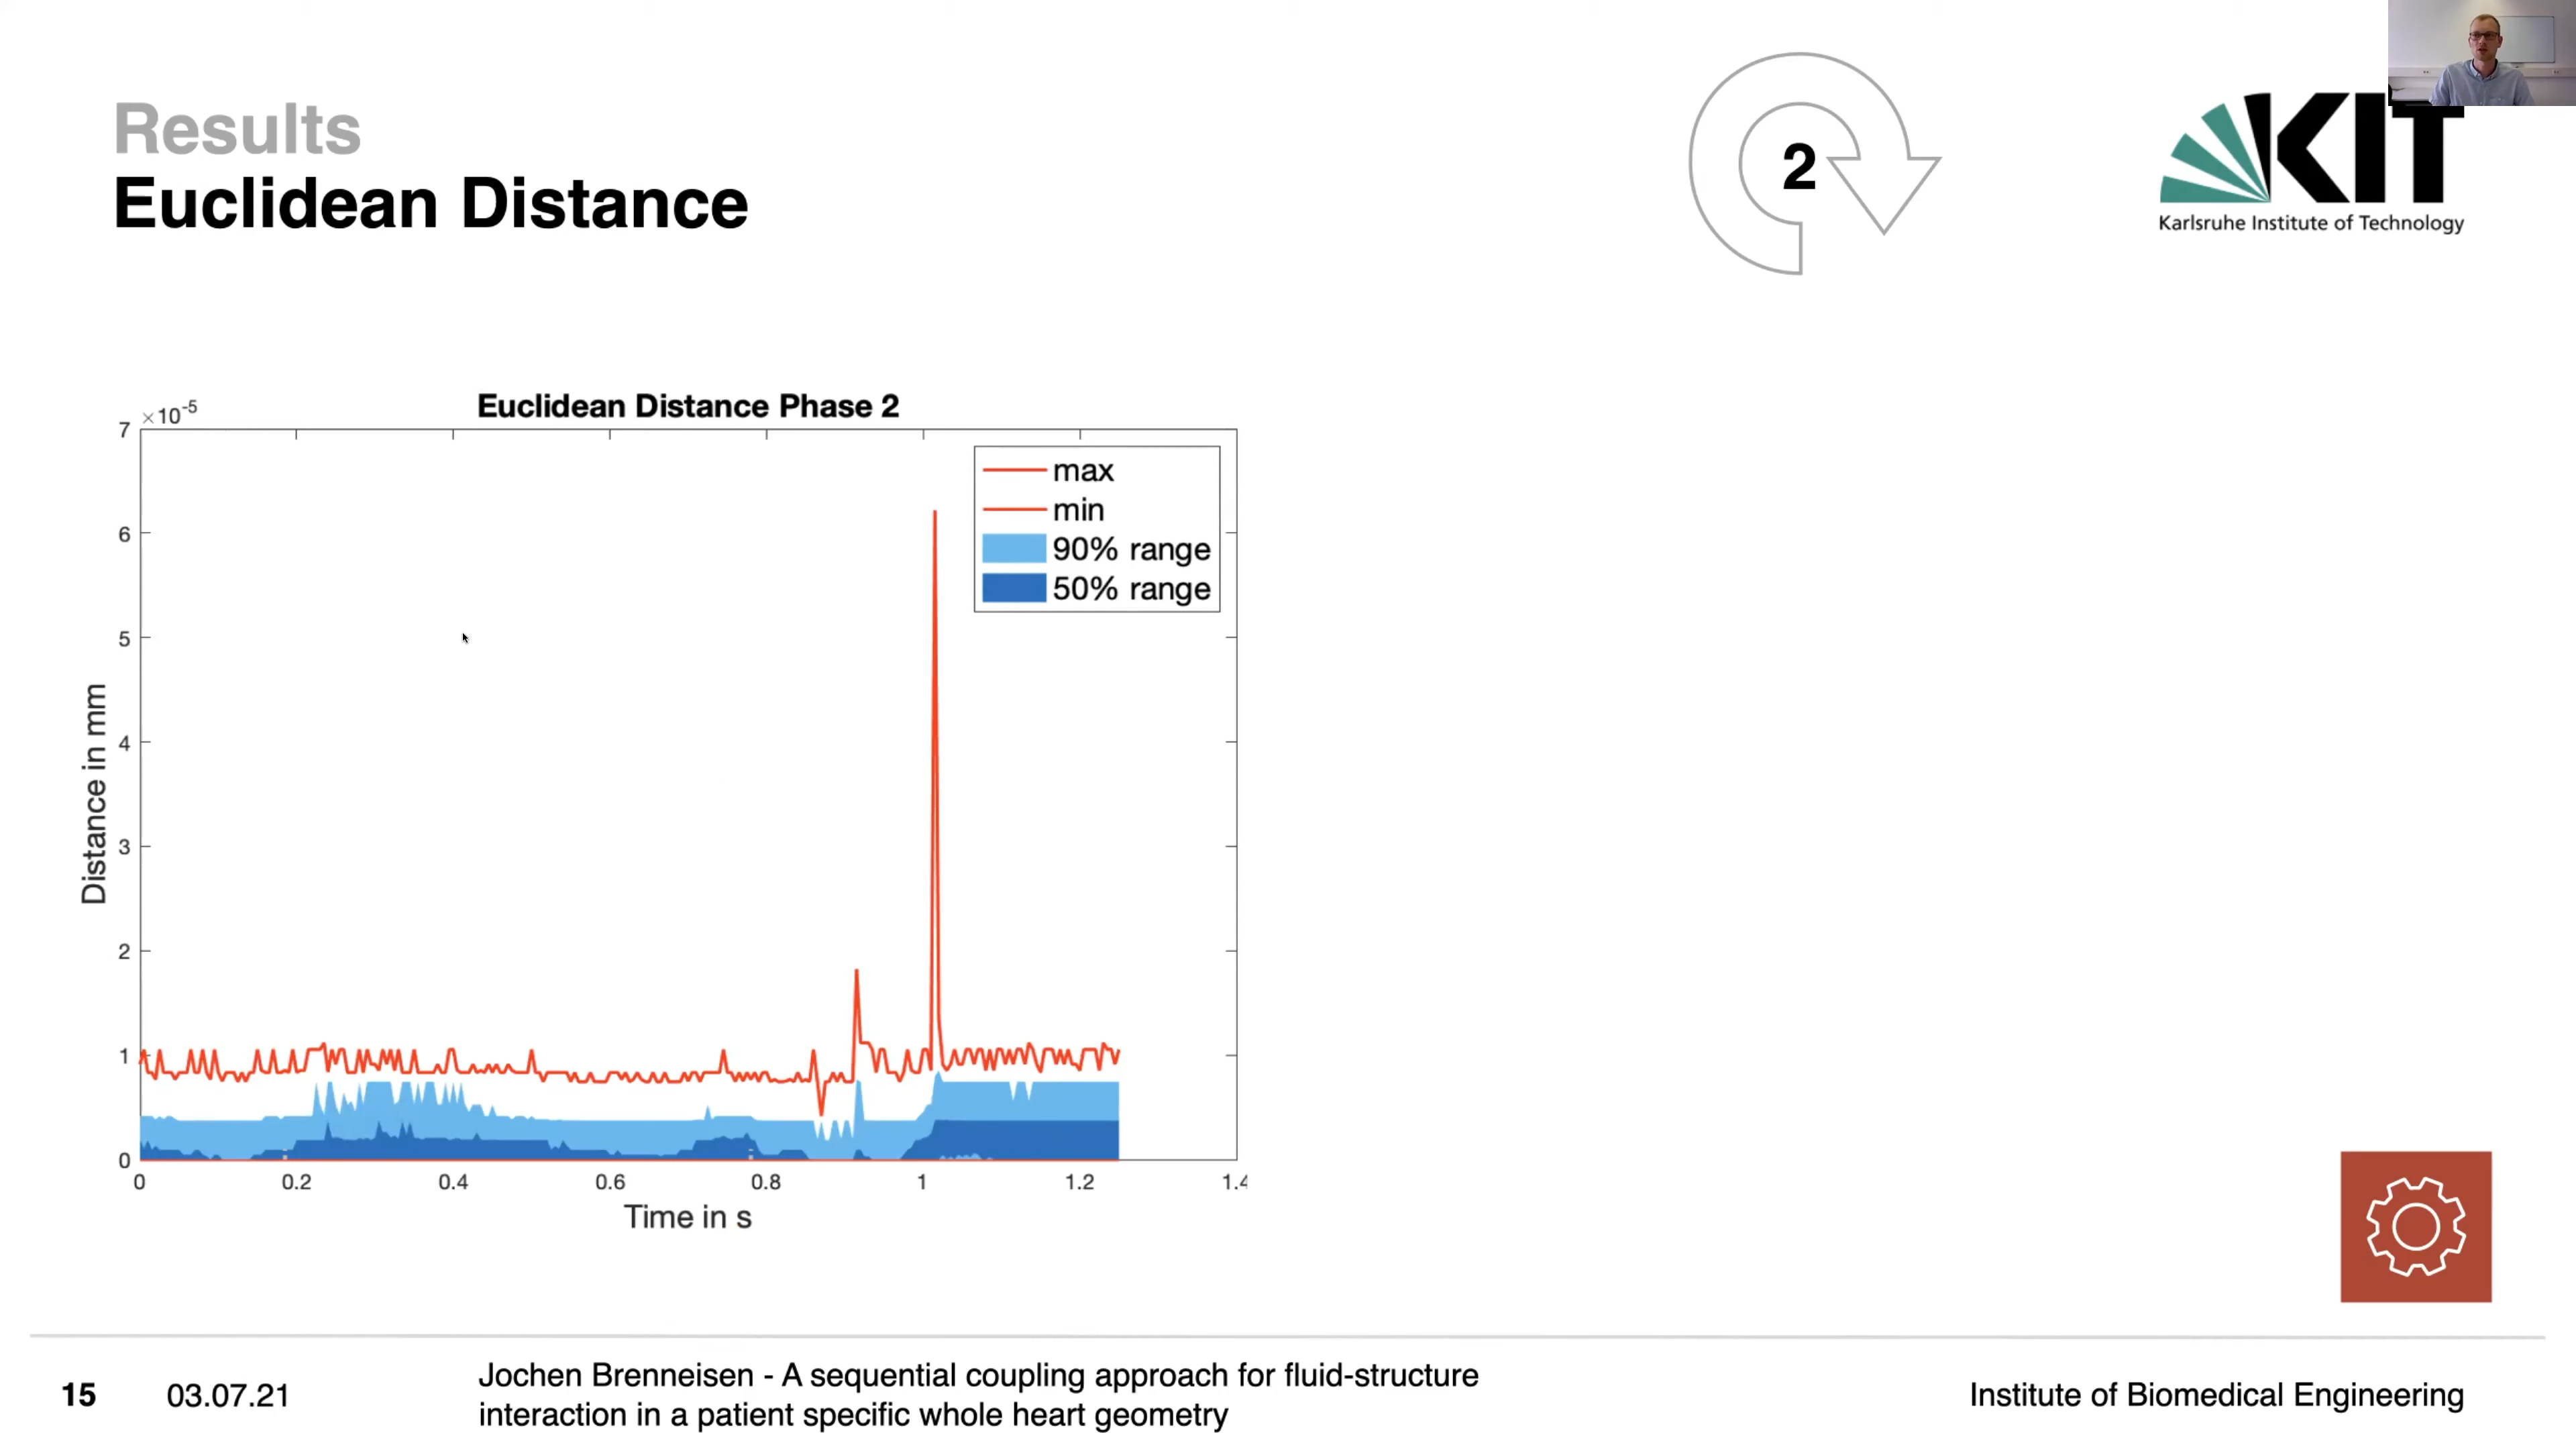 Results
Euclidean Distance
2
KIT
Karlsruhe Institute of Technology
Euclidean Distance Phase 2
×10-5
7
6
5
4
3
2
1
0
Distance in mm
max
min
90% range
50% range
0 0.2 0.4 0.6 0.8 1 1.2 1.4
Time in s
15 03.07.21
Jochen Brenneisen - A sequential coupling approach for fluid-structure
interaction in a patient specific whole heart geometry
Institute of Biomedical Engineering